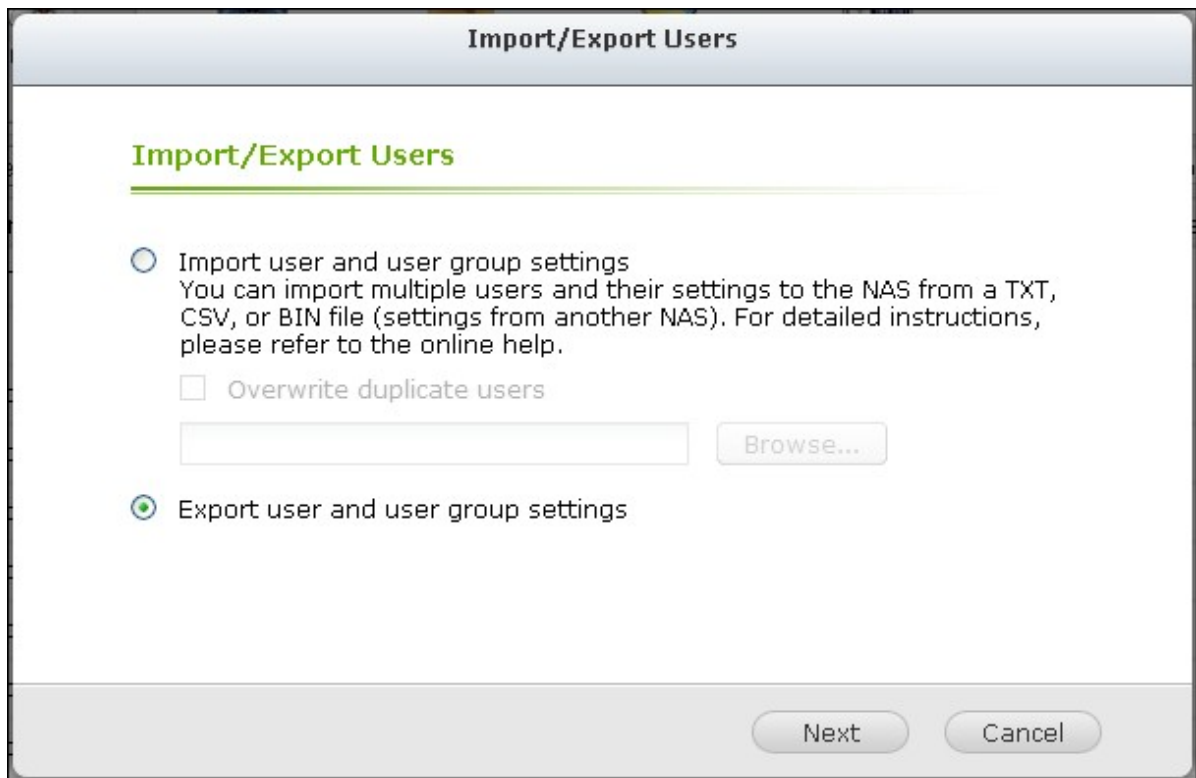 Import/Export Users
Import/Export Users
Import user and user group settings
You can import multiple users and their settings to the NAS from a TXT,
CSV, or BIN file (settings from another NAS). For detailed instructions,
please refer to the online help.
Overwrite duplicate users
Browse...
Export user and user group settings
Next Cancel